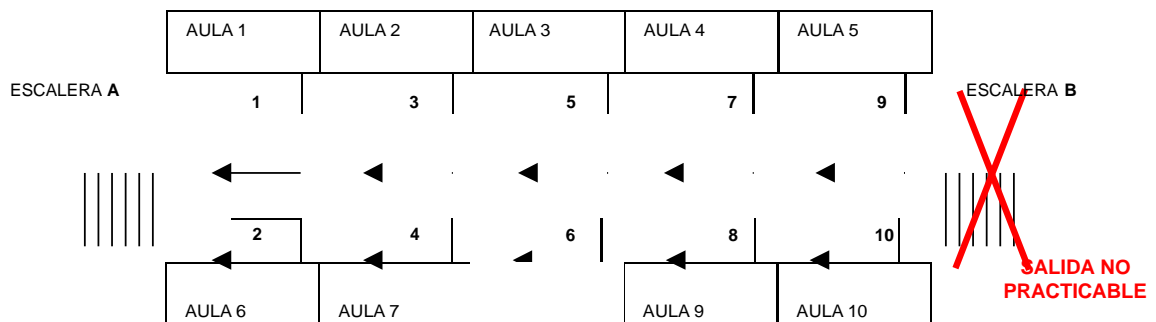 AULA 1 AULA 2 AULA 3 AULA 4 AULA 5
ESCALERA A ESCALERA B
1 3 5 7 9
2 4 6 8 10
SALIDA NO
PRACTICABLE
AULA 6 AULA 7 AULA 9 AULA 10